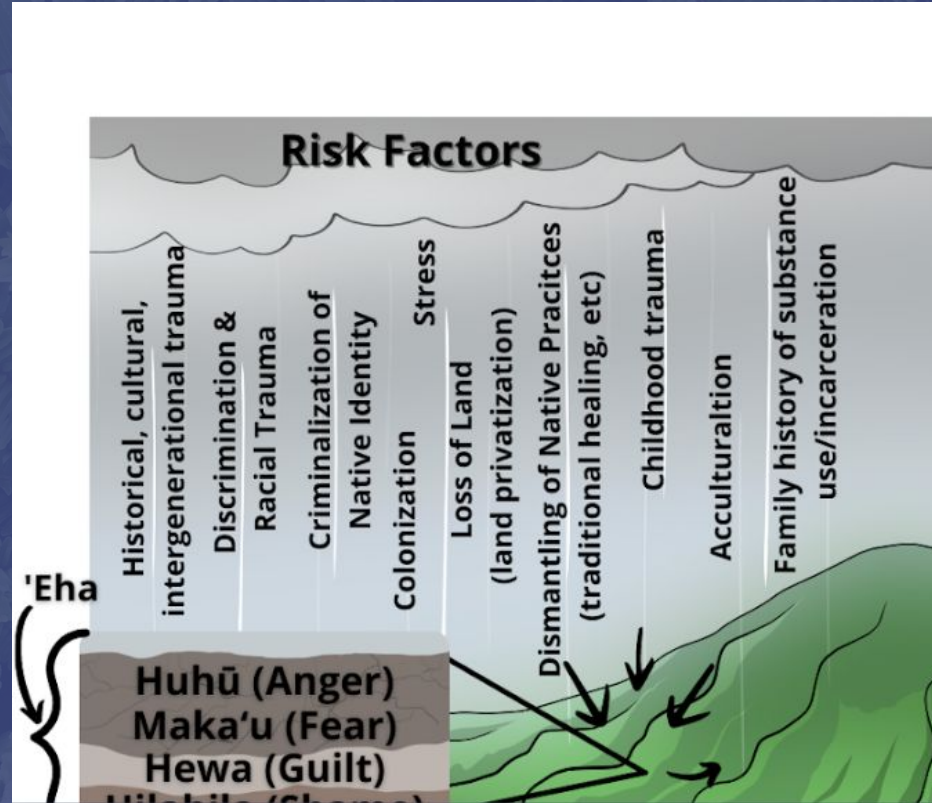 Risk Factors
Historical, cultural,
intergenerational trauma
Discrimination &
Racial Trauma
Criminalization of
Native Identity
Colonization
Stress
Loss of Land
(land privatization)
Dismantling of Native Pracitces
(traditional healing, etc)
Childhood trauma
Acculturaltion
Family history of substance
use/incarceration
'Eha
Huhū (Anger)
Maka‘u (Fear)
Hewa (Guilt)
Hilahila (Shame)